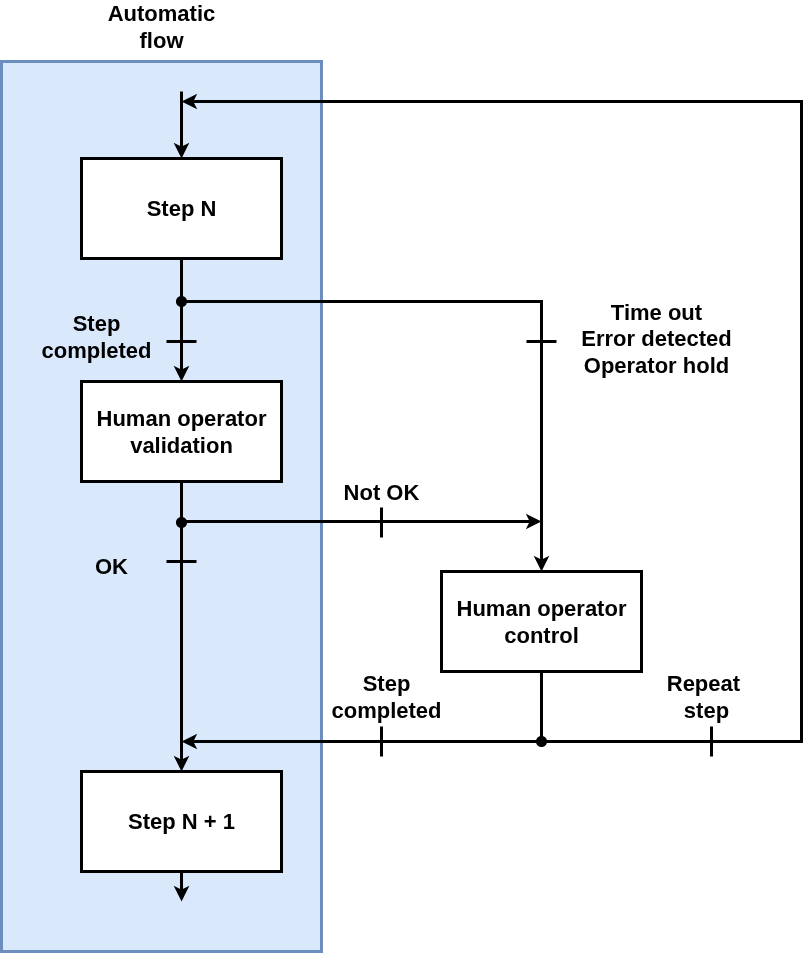 Automatic
flow
Step N
Step
completed
Time out
Error detected
Operator hold
Human operator
validation
Not OK
OK
Human operator
control
Step
completed
Repeat
step
Step N + 1